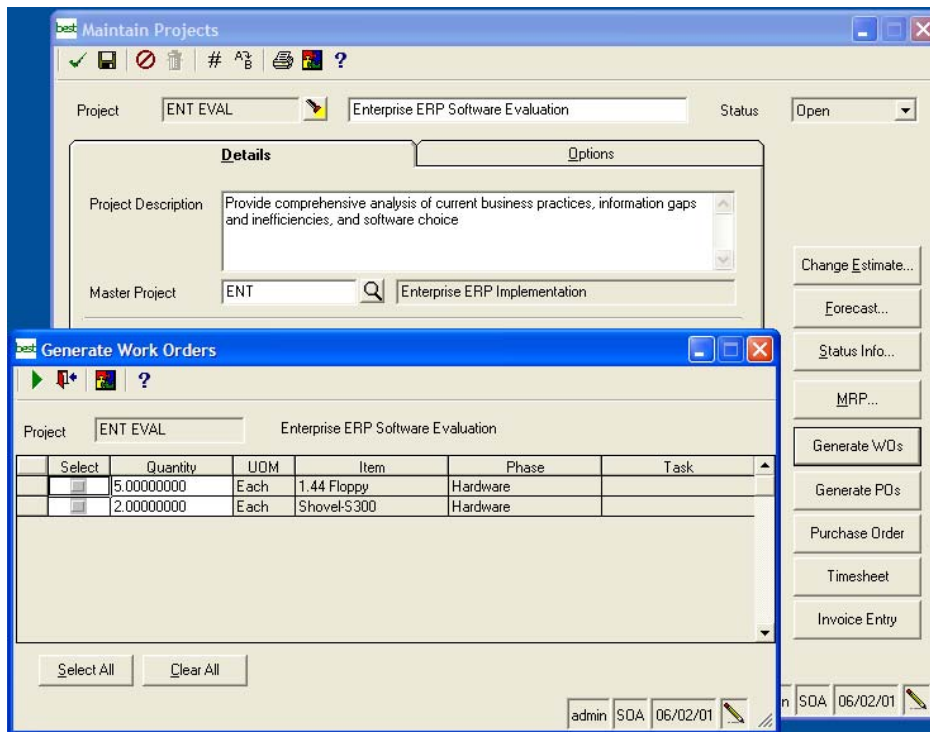 best Maintain Projects
# A B ?
Project ENT EVAL Enterprise ERP Software Evaluation Status Open
Details Options
Project Description Provide comprehensive analysis of current business practices, information gaps
and inefficiencies, and software choice
Change Estimate...
Master Project ENT Enterprise ERP Implementation
Forecast...
best Generate Work Orders
Status Info...
?
MRP...
Project ENT EVAL Enterprise ERP Software Evaluation
Generate WOs
Select Quantity UOM Item Phase Task
5.00000000 Each 1.44 Floppy Hardware
2.00000000 Each Shovel-S300 Hardware
Generate POs
Purchase Order
Timesheet
Invoice Entry
Select All Clear All
n SOA 06/02/01
admin SOA 06/02/01